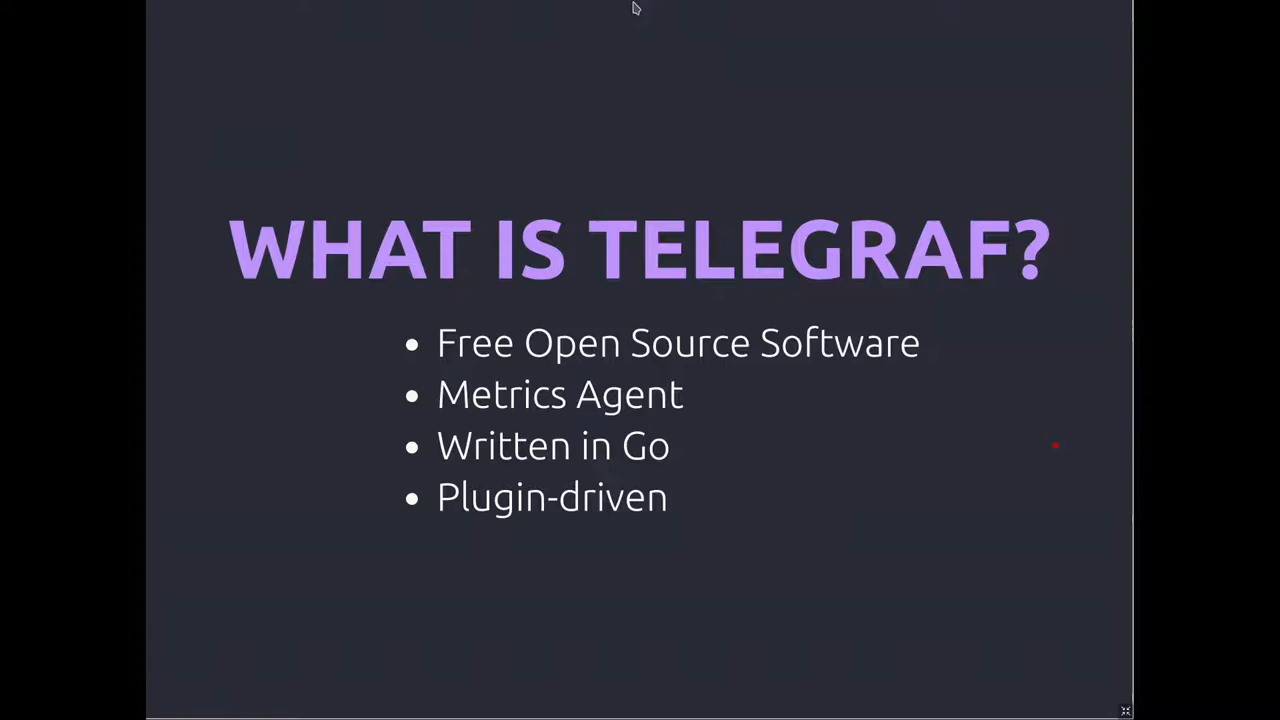 WHAT IS TELEGRAF?
• Free Open Source Software
• Metrics Agent
• Written in Go
• Plugin-driven